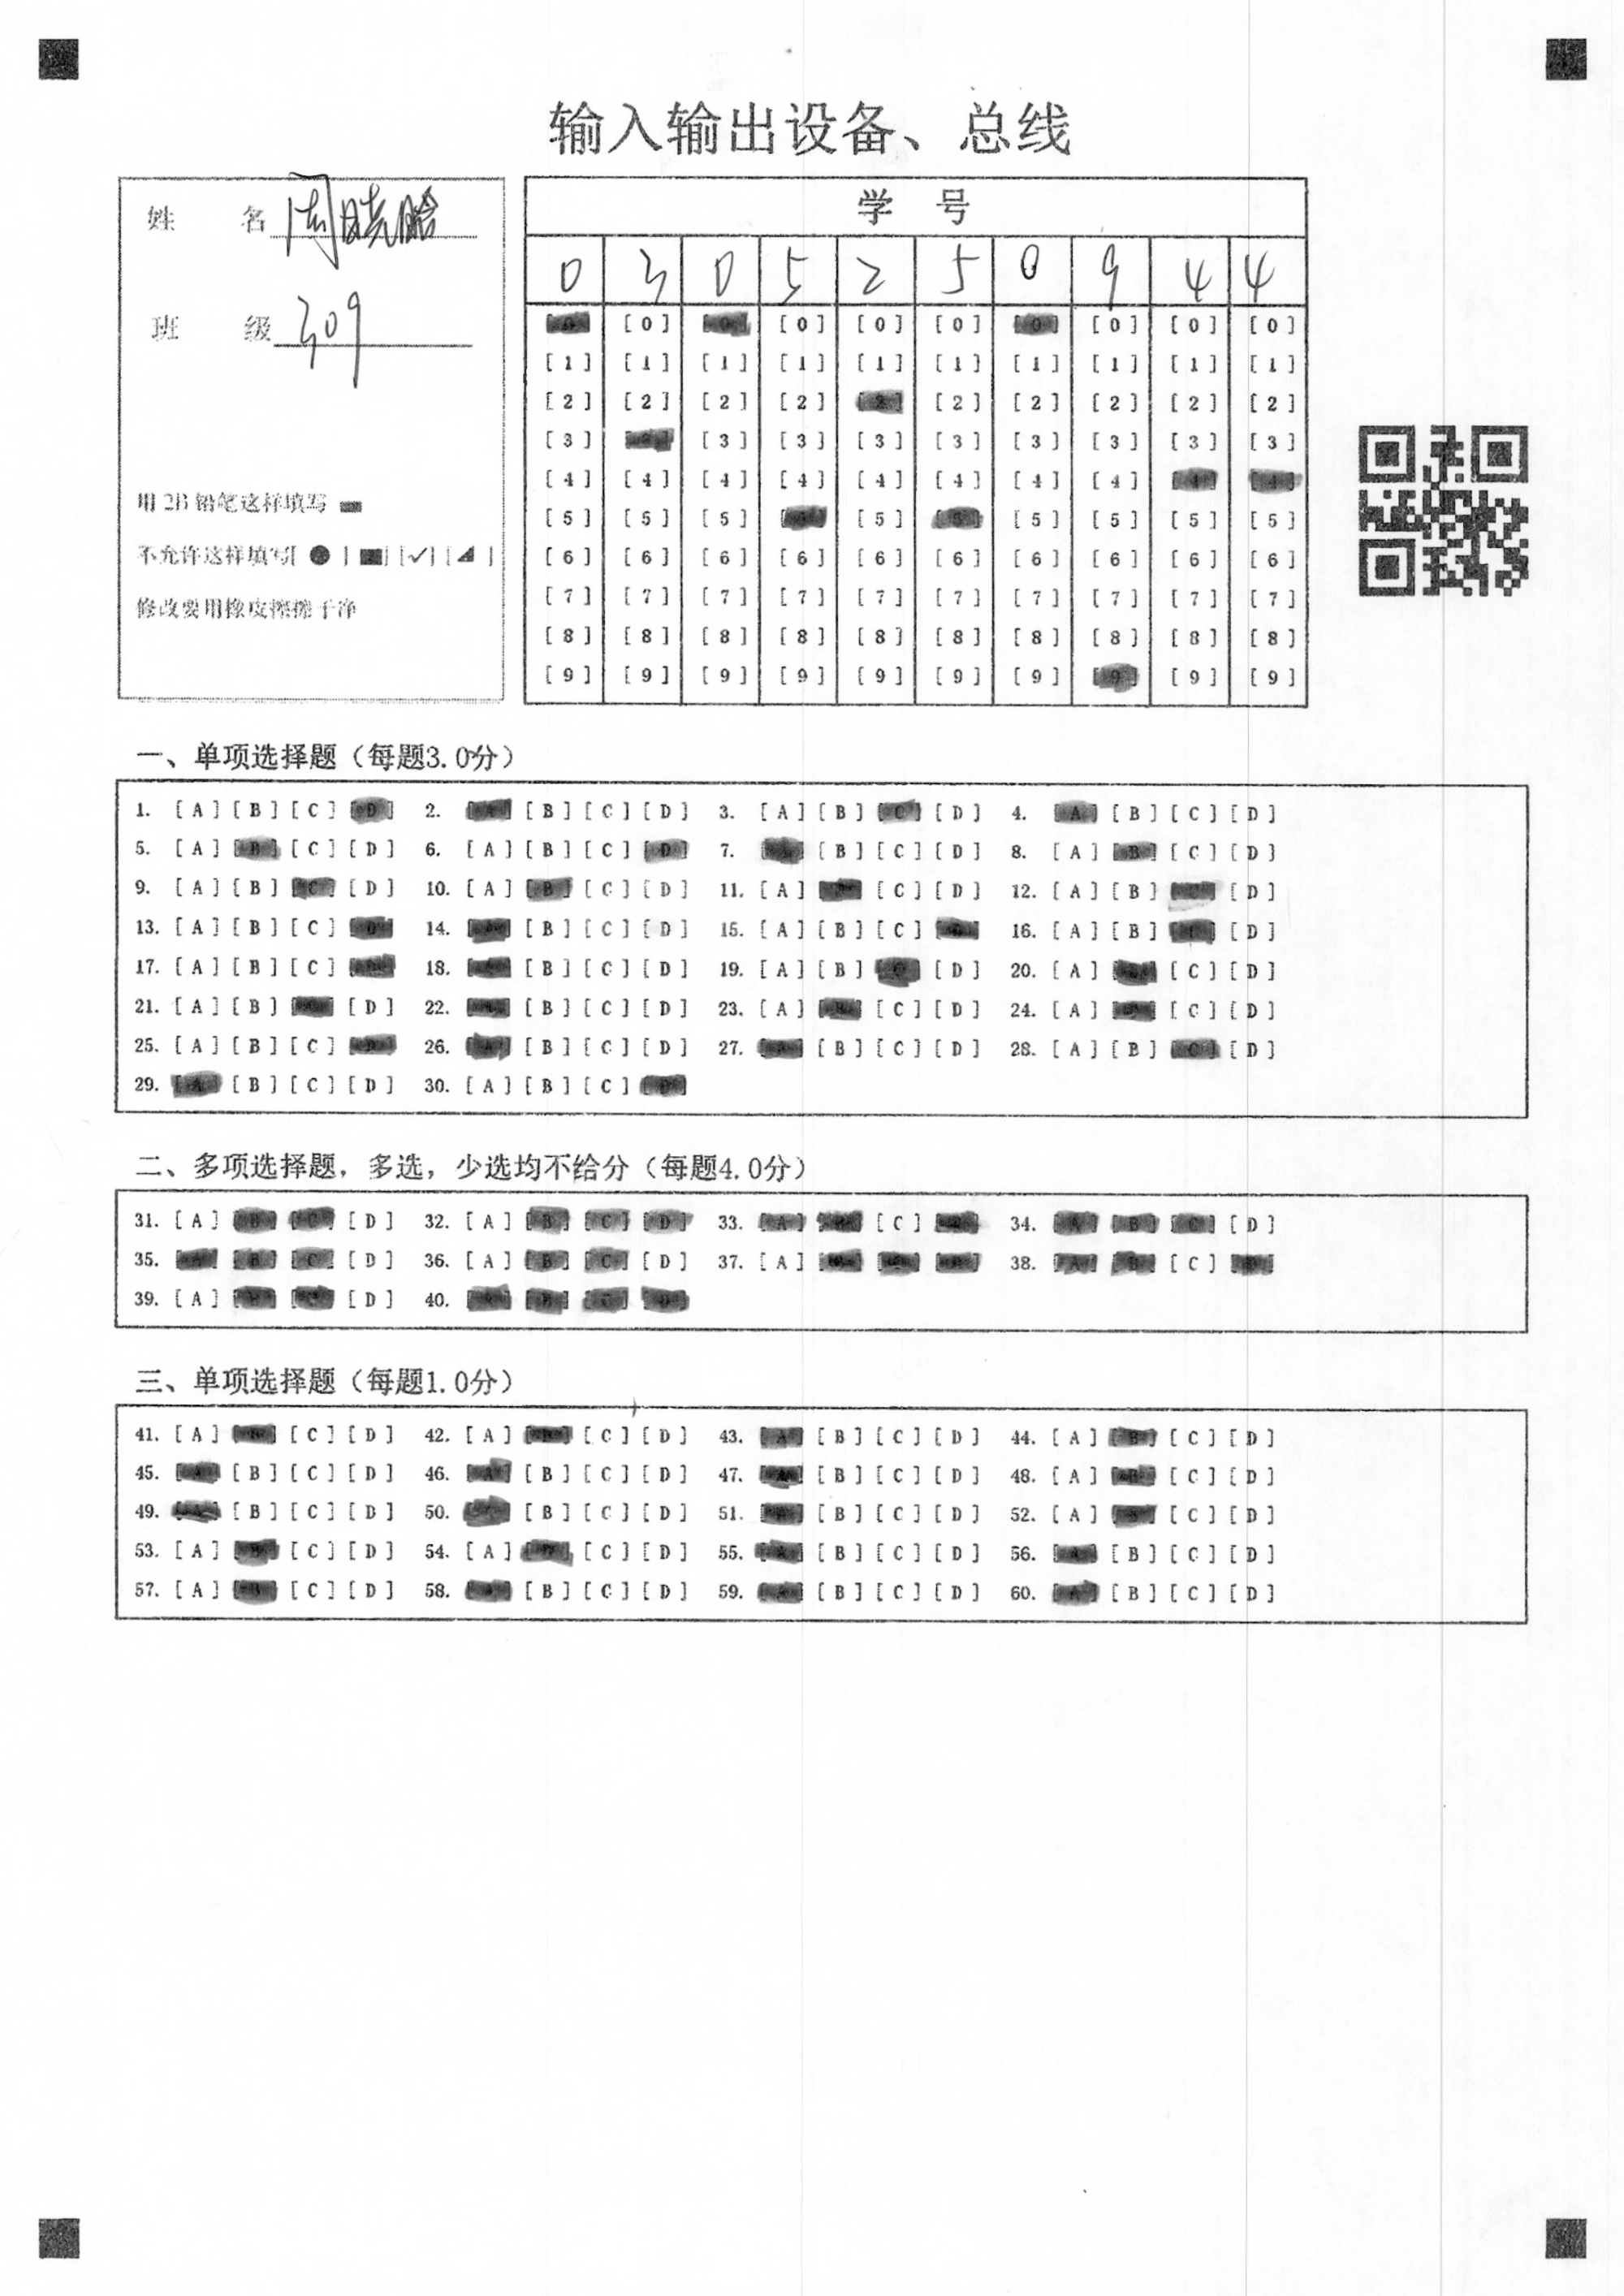 输入输出设备、总线
姓 名 周晓晗
班 级 309
用 2B 铅笔这样填写
不允许这样填写[ ● ] [✓] [◢ ]
修改要用橡皮擦擦干净
学 号
0 3 0 5 2 5 0 9 4 4
[0] [0] [0] [0] [0] [0] [0]
[1] [1] [1] [1] [1] [1] [1] [1] [1] [1]
[2] [2] [2] [2] [2] [2] [2] [2] [2] [2]
[3] [3] [3] [3] [3] [3] [3] [3] [3]
[4] [4] [4] [4] [4] [4] [4] [4] [4] [4]
[5] [5] [5] [5] [5] [5] [5] [5] [5]
[6] [6] [6] [6] [6] [6] [6] [6] [6] [6]
[7] [7] [7] [7] [7] [7] [7] [7] [7] [7]
[8] [8] [8] [8] [8] [8] [8] [8] [8] [8]
[9] [9] [9] [9] [9] [9] [9] [9] [9] [9]
一、单项选择题（每题3.0分）
1. [A] [B] [C] [D] 2. [A] [B] [C] [D] 3. [A] [B] [C] [D] 4. [A] [B] [C] [D]
5. [A] [B] [C] [D] 6. [A] [B] [C] [D] 7. [B] [C] [D] 8. [A] [B] [C] [D]
9. [A] [B] [C] [D] 10. [A] [B] [C] [D] 11. [A] [C] [D] 12. [A] [B] [D]
13. [A] [B] [C] [D] 14. [B] [C] [D] 15. [A] [B] [C] 16. [A] [B] [D]
17. [A] [B] [C] 18. [B] [C] [D] 19. [A] [B] [D] 20. [A] [C] [D]
21. [A] [B] [D] 22. [B] [C] [D] 23. [A] [C] [D] 24. [A] [C] [D]
25. [A] [B] [C] 26. [B] [C] [D] 27. [B] [C] [D] 28. [A] [B] [C] [D]
29. [A] [B] [C] [D] 30. [A] [B] [C]
二、多项选择题，多选，少选均不给分（每题4.0分）
31. [A] [B] [C] [D] 32. [A] [B] [C] [D] 33. [A] [C] 34. [A] [B] [C] [D]
35. [B] [C] [D] 36. [A] [B] [C] [D] 37. [A] 38. [A] [B] [C]
39. [A] [D] 40.
三、单项选择题（每题1.0分）
41. [A] [C] [D] 42. [A] [C] [D] 43. [A] [B] [C] [D] 44. [A] [C] [D]
45. [B] [C] [D] 46. [B] [C] [D] 47. [B] [C] [D] 48. [A] [C] [D]
49. [B] [C] [D] 50. [B] [C] [D] 51. [B] [C] [D] 52. [A] [C] [D]
53. [A] [C] [D] 54. [A] [C] [D] 55. [B] [C] [D] 56. [B] [C] [D]
57. [A] [C] [D] 58. [B] [C] [D] 59. [B] [C] [D] 60. [B] [C] [D]